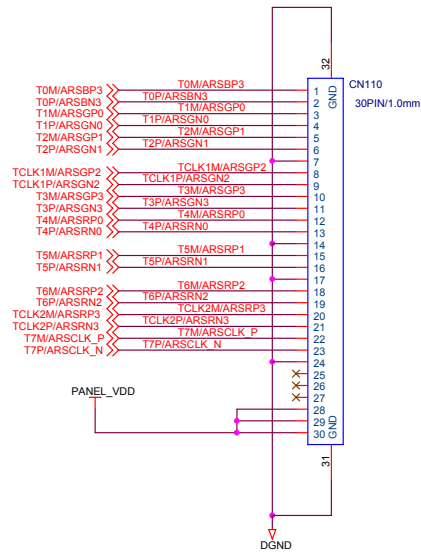 32
CN110
30PIN/1.0mm
GND
T0M/ARSBP3 T0M/ARSBP3 1
T0P/ARSBN3 T0P/ARSBN3 2
T1M/ARSGP0 T1M/ARSGP0 3
T1P/ARSGN0 T1P/ARSGN0 4
T2M/ARSGP1 T2M/ARSGP1 5
T2P/ARSGN1 T2P/ARSGN1 6
7
TCLK1M/ARSGP2 TCLK1M/ARSGP2 8
TCLK1P/ARSGN2 TCLK1P/ARSGN2 9
T3M/ARSGP3 T3M/ARSGP3 10
T3P/ARSGN3 T3P/ARSGN3 11
T4M/ARSRP0 T4M/ARSRP0 12
T4P/ARSRN0 T4P/ARSRN0 13
14
T5M/ARSRP1 T5M/ARSRP1 15
T5P/ARSRN1 T5P/ARSRN1 16
17
T6M/ARSRP2 T6M/ARSRP2 18
T6P/ARSRN2 T6P/ARSRN2 19
TCLK2M/ARSRP3 TCLK2M/ARSRP3 20
TCLK2P/ARSRN3 TCLK2P/ARSRN3 21
T7M/ARSCLK_P T7M/ARSCLK_P 22
T7P/ARSCLK_N T7P/ARSCLK_N 23
24
25
26
PANEL_VDD 27
28
29
30
GND
31
DGND